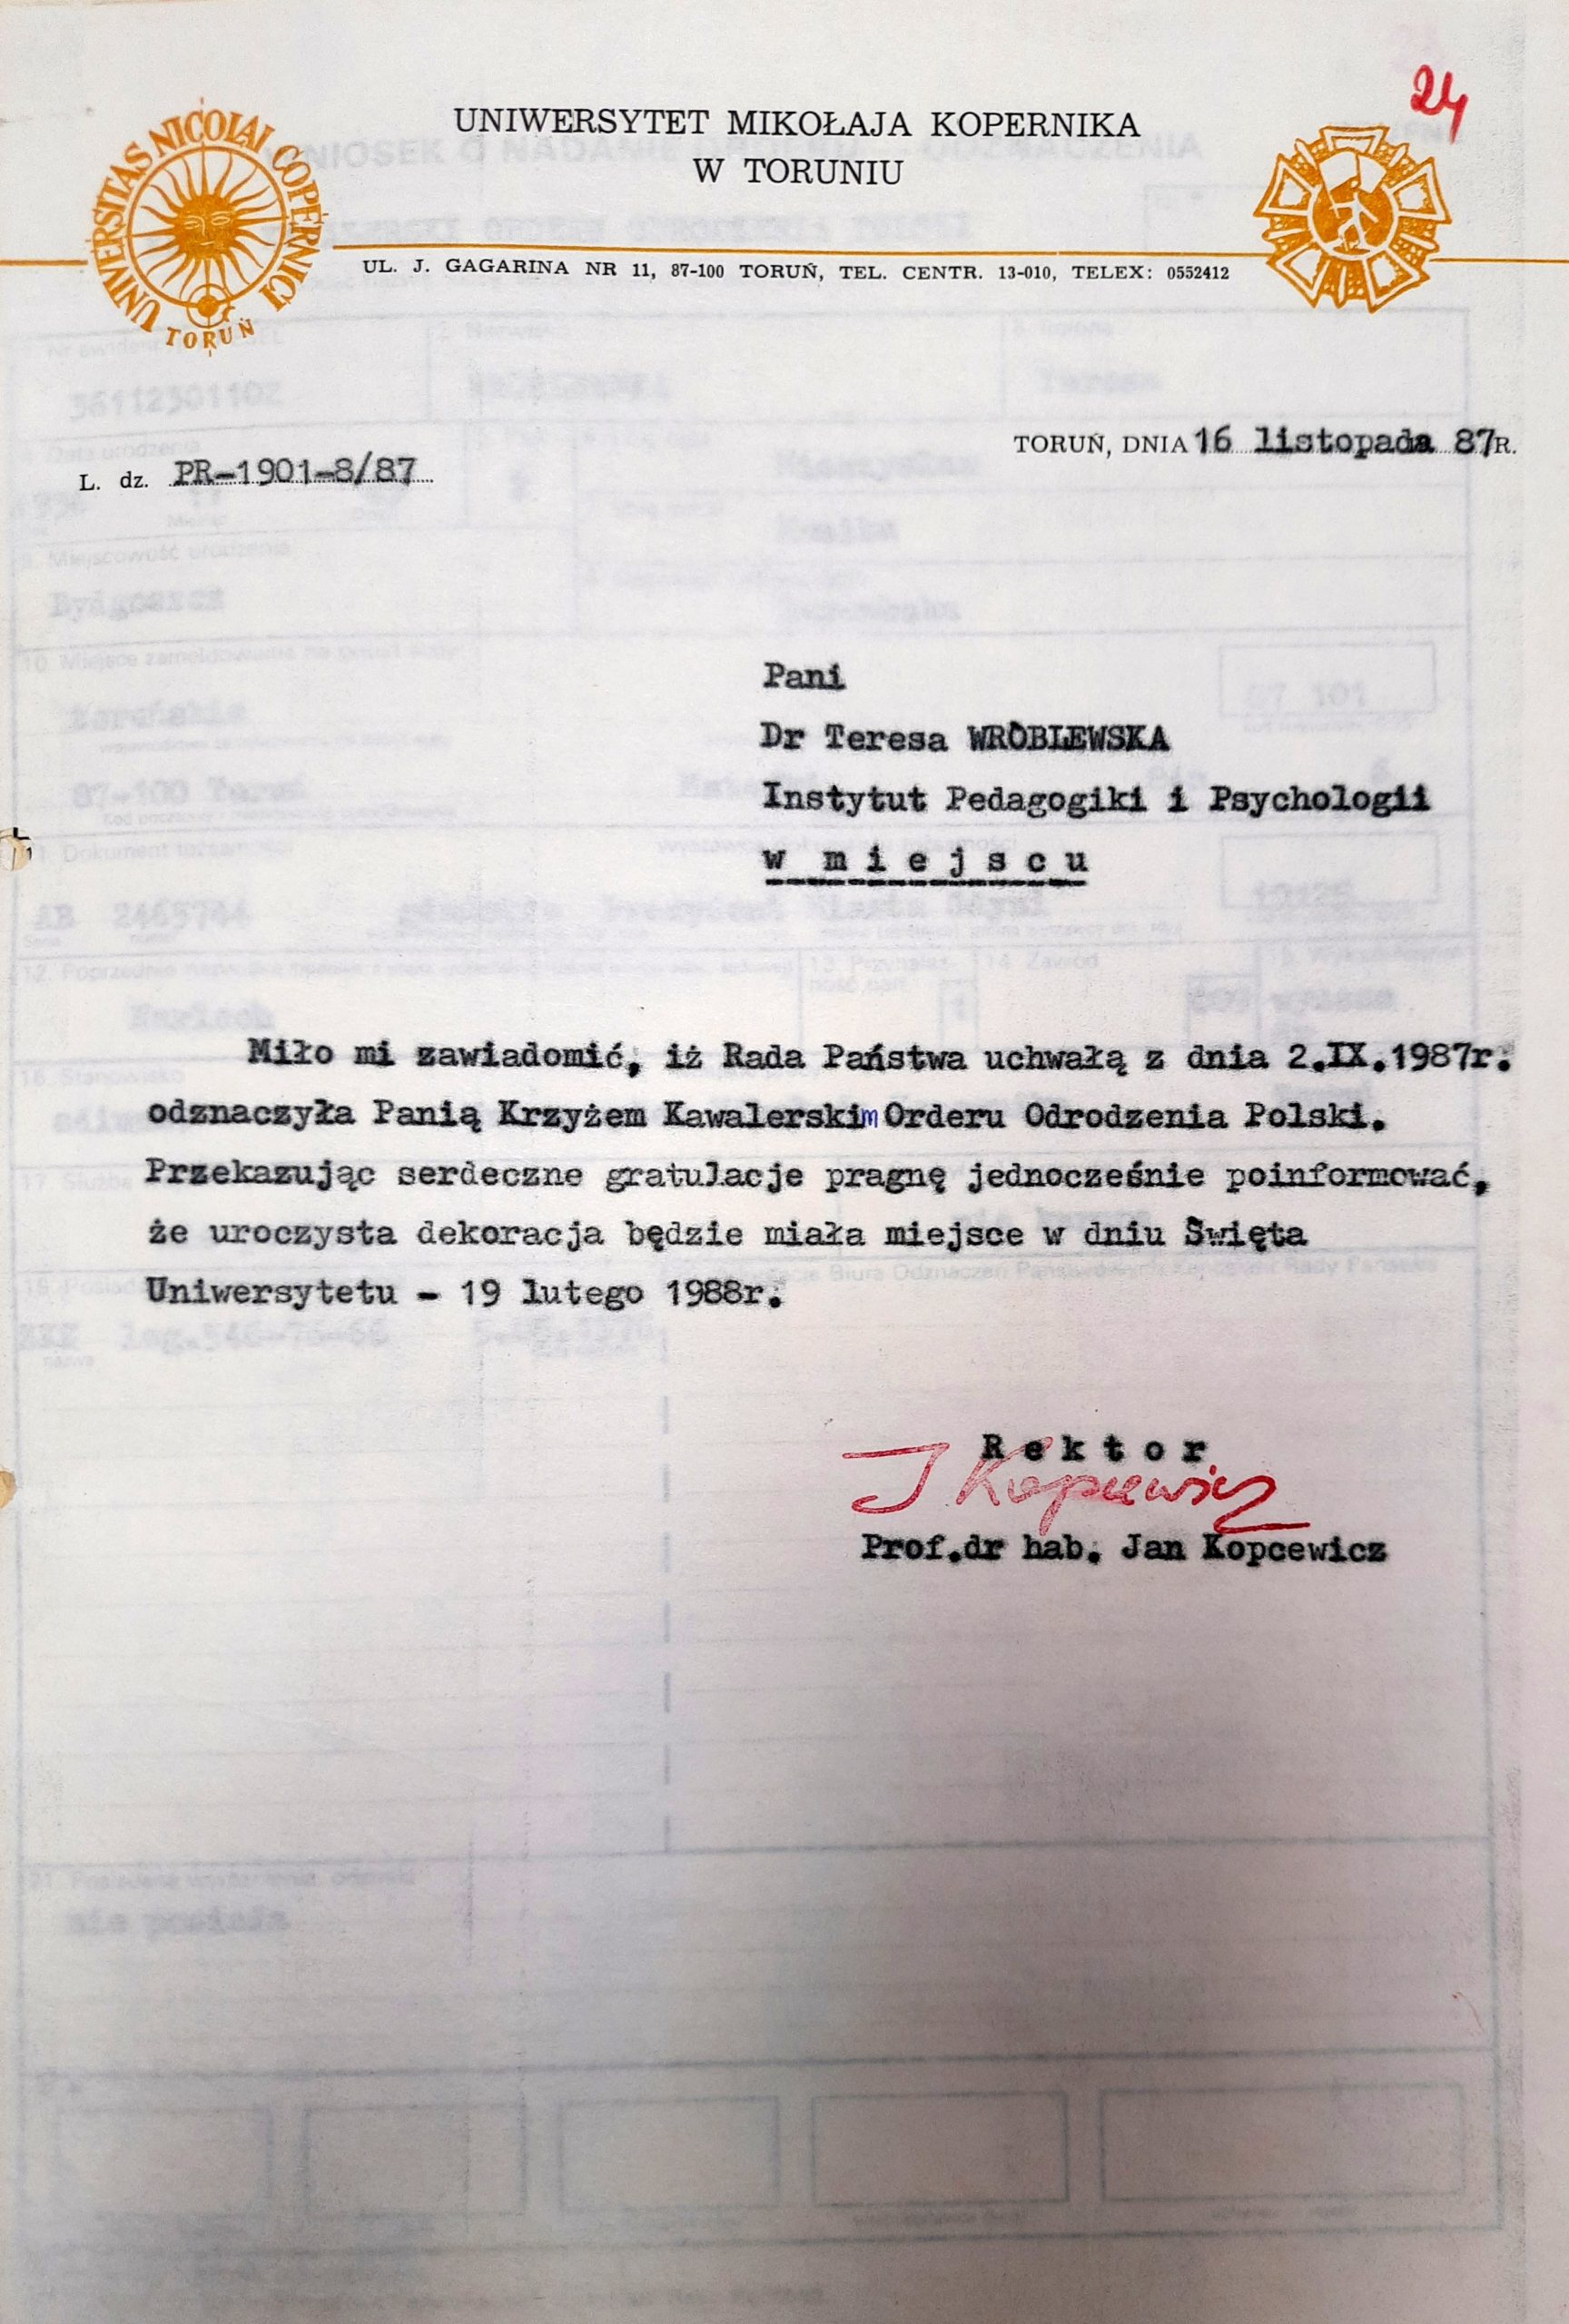 24
UNIWERSYTET MIKOŁAJA KOPERNIKA
W TORUNIU
UNIVERSITAS NICOLAI COPERNICI
TORUŃ
UL. J. GAGARINA NR 11, 87-100 TORUŃ, TEL. CENTR. 13-010, TELEX: 0552412
TORUŃ, DNIA 16 listopada 87R.
L. dz. PR-1901-8/87
Pani
Dr Teresa WRÓBLEWSKA
Instytut Pedagogiki i Psychologii
w m i e j s c u
Miło mi zawiadomić, iż Rada Państwa uchwałą z dnia 2.IX.1987r.
odznaczyła Panią Krzyżem Kawalerskim Orderu Odrodzenia Polski.
Przekazując serdeczne gratulacje pragnę jednocześnie poinformować,
że uroczysta dekoracja będzie miała miejsce w dniu Święta
Uniwersytetu - 19 lutego 1988r.
R e k t o r
J Kopcewicz
Prof.dr hab. Jan Kopcewicz